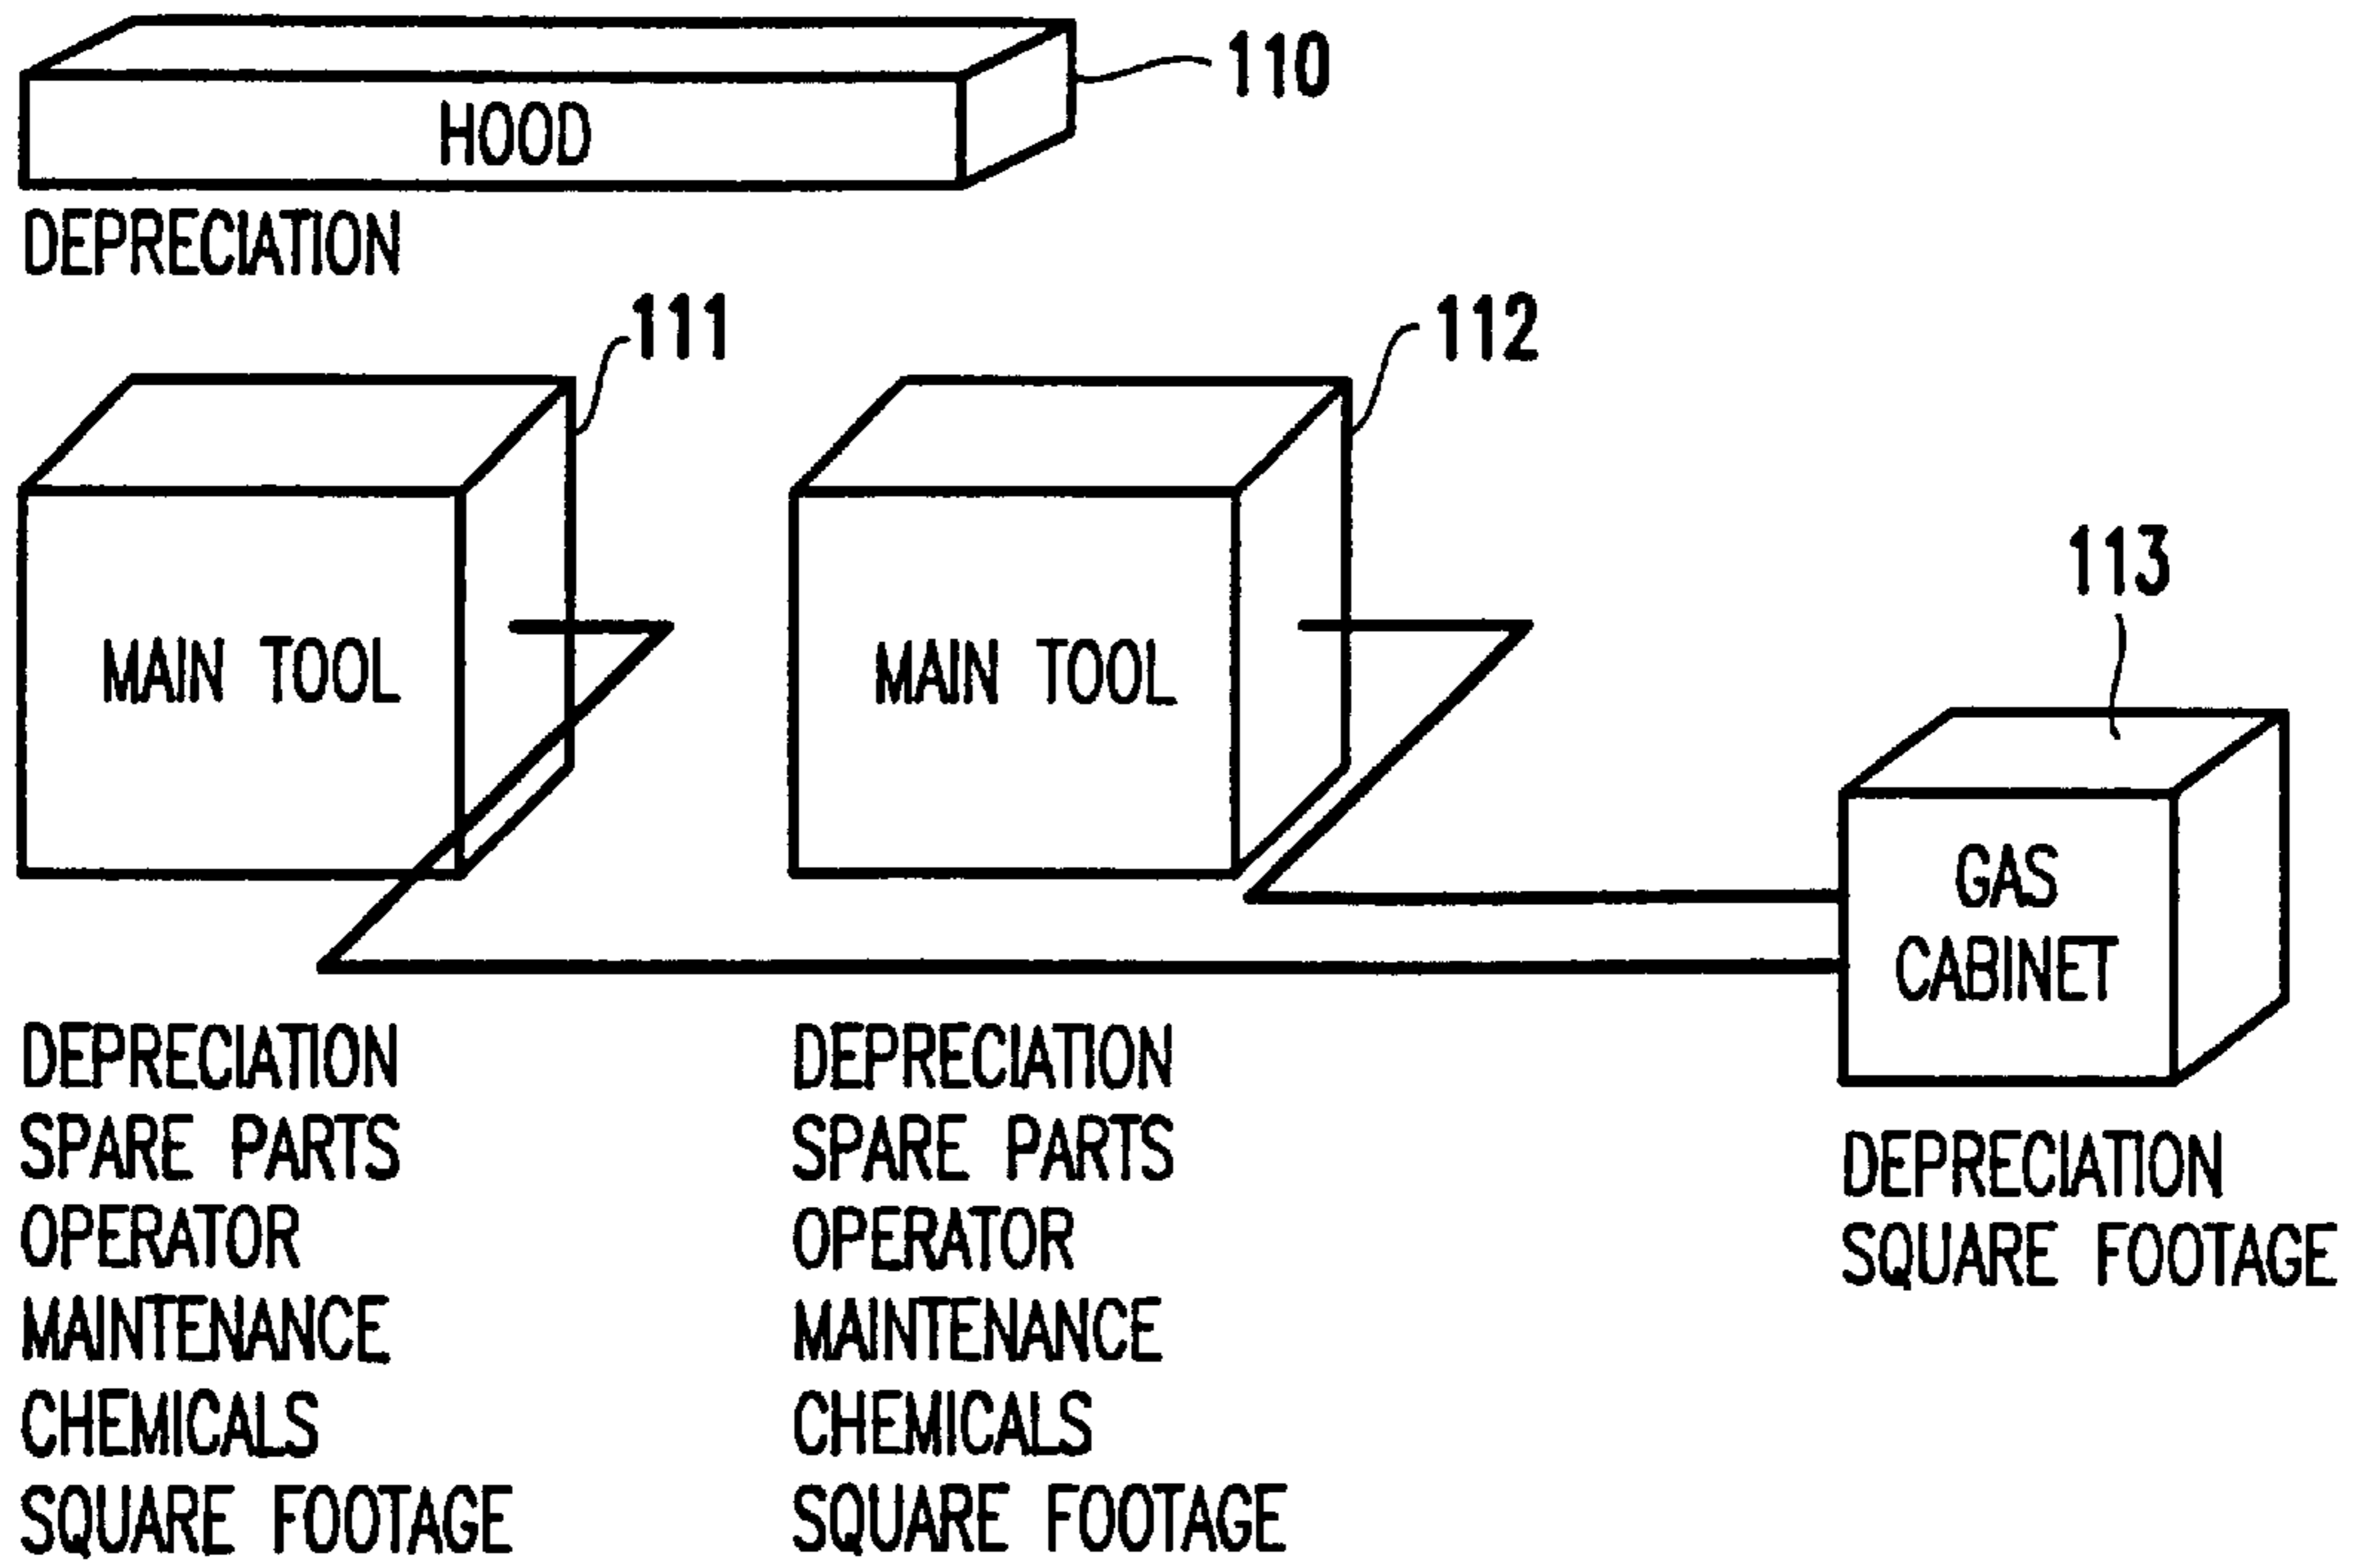 110
HOOD
DEPRECIATION
111
112
MAIN TOOL
MAIN TOOL
113
GAS
CABINET
DEPRECIATION
SPARE PARTS
OPERATOR
MAINTENANCE
CHEMICALS
SQUARE FOOTAGE
DEPRECIATION
SPARE PARTS
OPERATOR
MAINTENANCE
CHEMICALS
SQUARE FOOTAGE
DEPRECIATION
SQUARE FOOTAGE